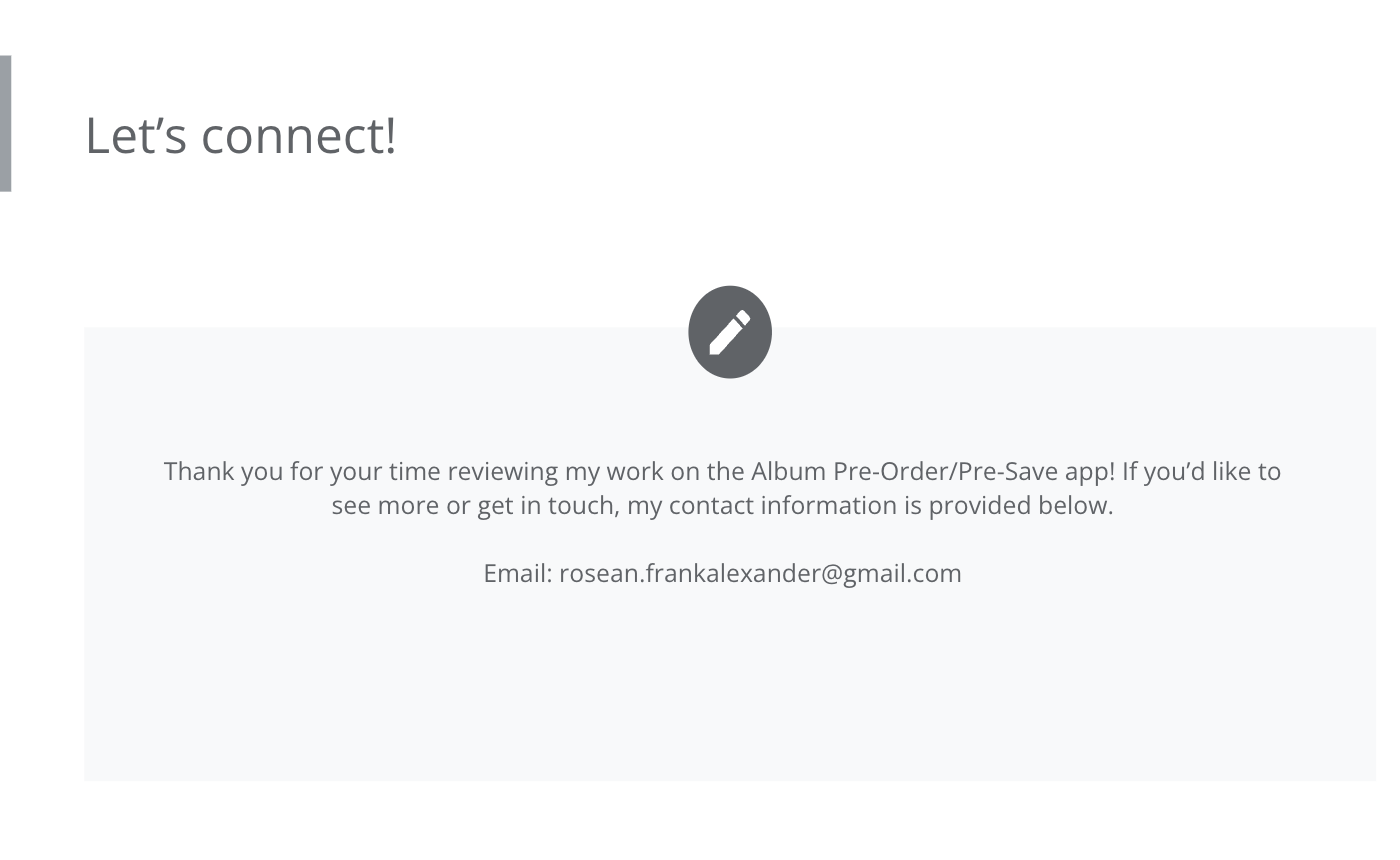 Let’s connect!
Thank you for your time reviewing my work on the Album Pre-Order/Pre-Save app! If you’d like to
see more or get in touch, my contact information is provided below.
Email: rosean.frankalexander@gmail.com